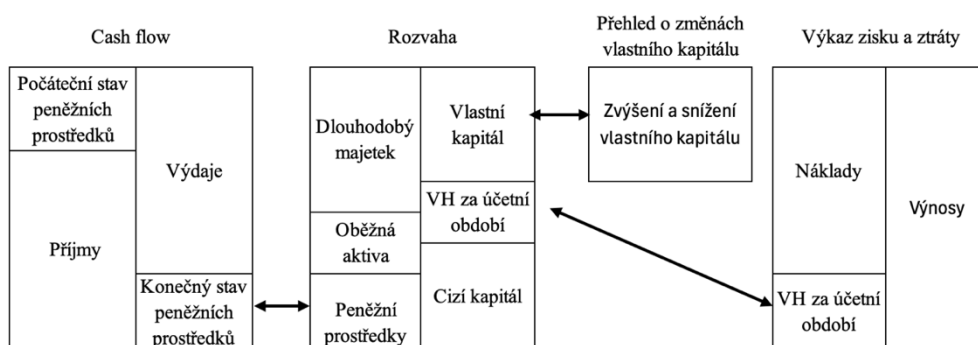 Cash flow
Rozvaha
Přehled o změnách
vlastního kapitálu
Výkaz zisku a ztráty
Počáteční stav
peněžních
prostředků
Příjmy
Výdaje
Konečný stav
peněžních
prostředků
Dlouhodobý
majetek
Oběžná
aktiva
Peněžní
prostředky
Vlastní
kapitál
VH za účetní
období
Cizí kapitál
Zvýšení a snížení
vlastního kapitálu
Náklady
VH za účetní
období
Výnosy